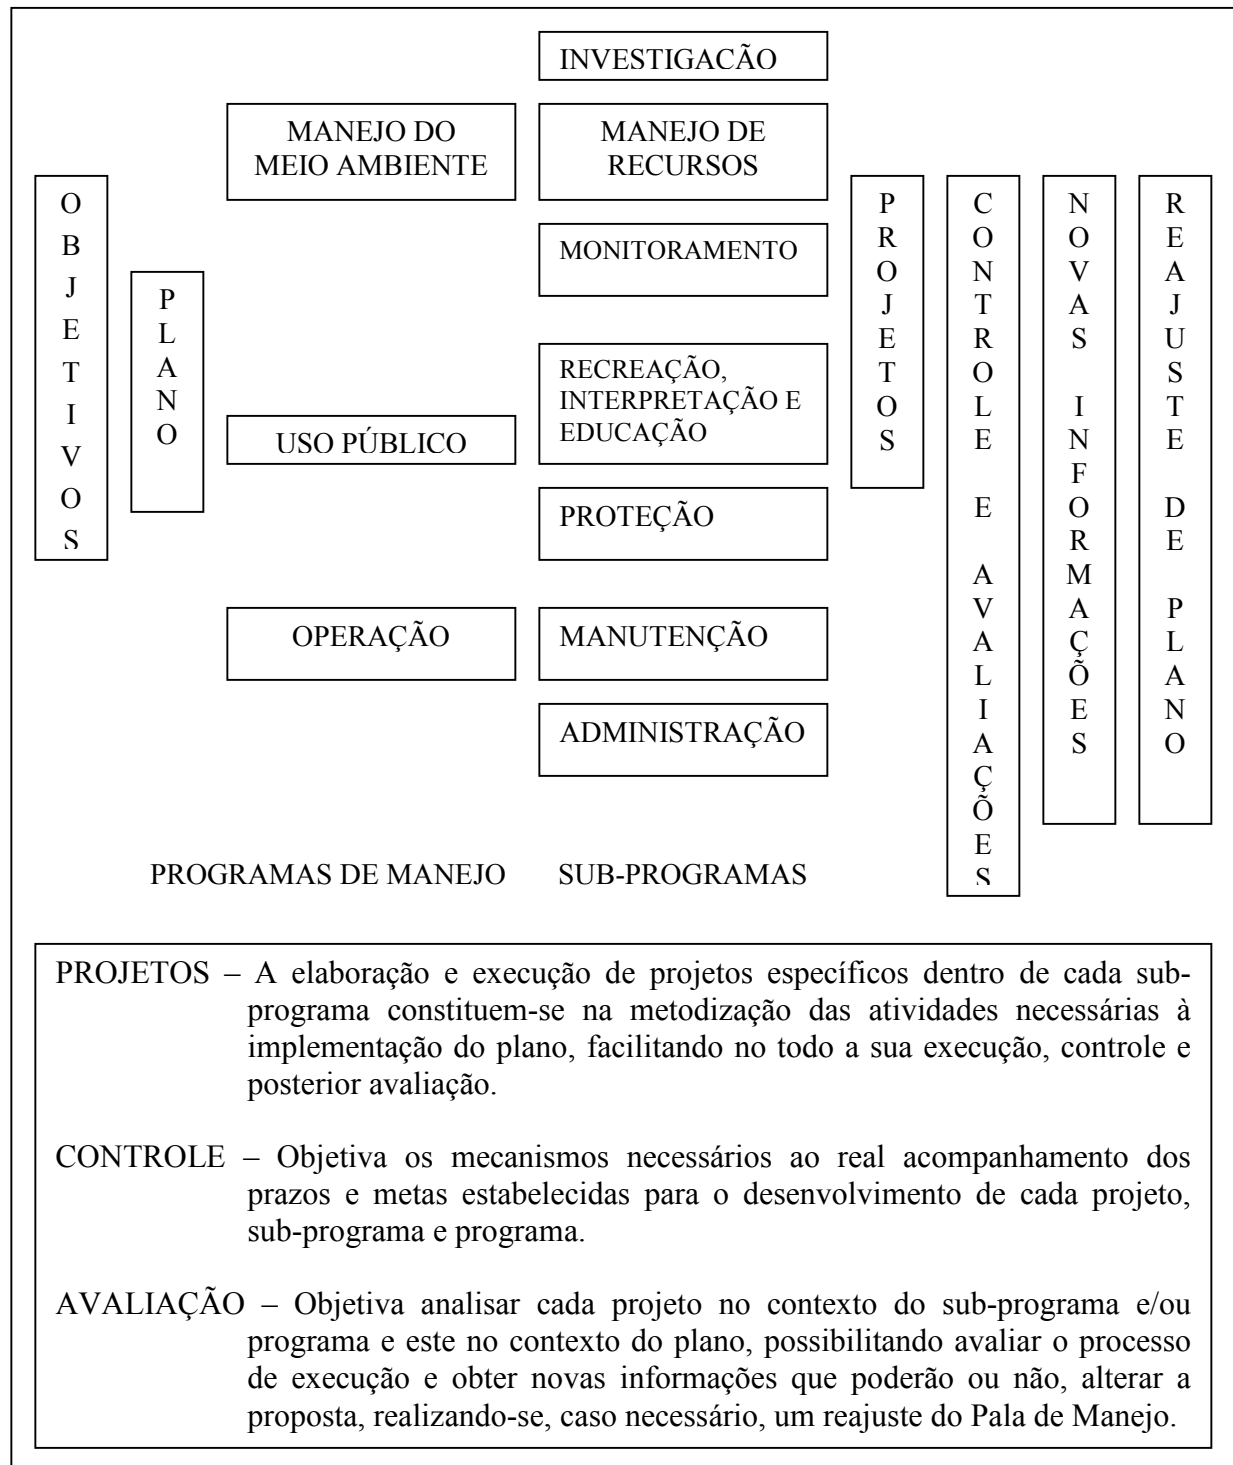 INVESTIGACÃO
MANEJO DO
MEIO AMBIENTE
MANEJO DE
RECURSOS
MONITORAMENTO
OBJETIVOS
PLANO
USO PÚBLICO
RECREAÇÃO,
INTERPRETAÇÃO E
EDUCAÇÃO
PROTEÇÃO
OPERAÇÃO
MANUTENÇÃO
ADMINISTRAÇÃO
PROJETOS
CONTROLE E AVALIAÇÕES
NOVAS INFORMAÇÕES
REAJUSTE DE PLANO
PROGRAMAS DE MANEJO
SUB-PROGRAMAS
PROJETOS – A elaboração e execução de projetos específicos dentro de cada sub-
programa constituem-se na metodização das atividades necessárias à
implementação do plano, facilitando no todo a sua execução, controle e
posterior avaliação.
CONTROLE – Objetiva os mecanismos necessários ao real acompanhamento dos
prazos e metas estabelecidas para o desenvolvimento de cada projeto,
sub-programa e programa.
AVALIAÇÃO – Objetiva analisar cada projeto no contexto do sub-programa e/ou
programa e este no contexto do plano, possibilitando avaliar o processo
de execução e obter novas informações que poderão ou não, alterar a
proposta, realizando-se, caso necessário, um reajuste do Pala de Manejo.